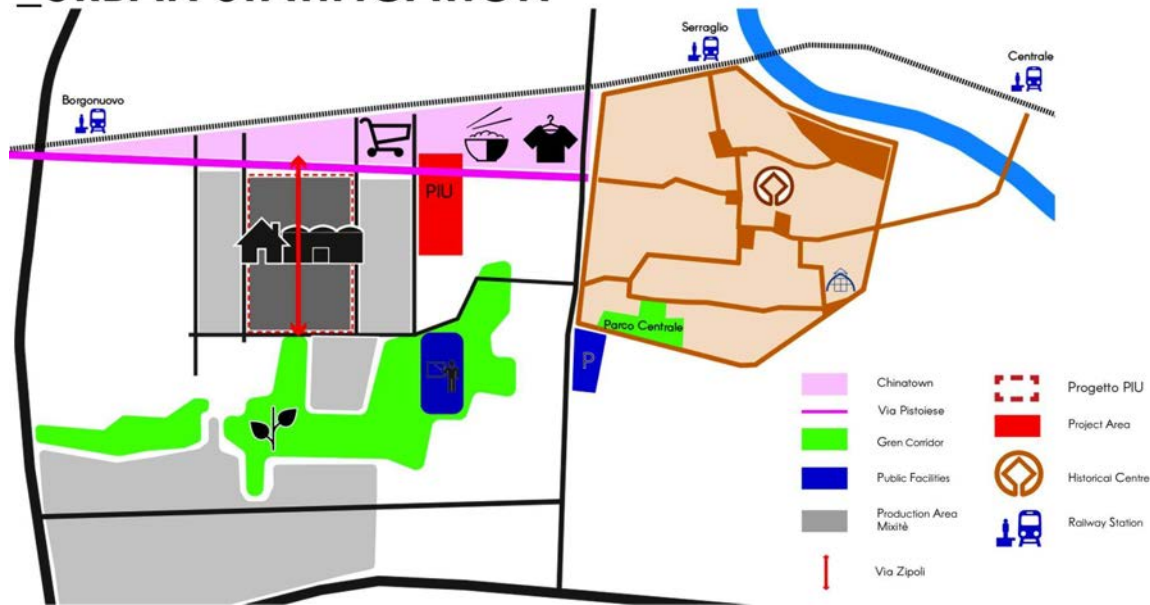 Serraglio
Centrale
Borgonuovo
PIU
Parco Centrale
P
Chinatown
Via Pistoiese
Gren Corridor
Public Facilities
Production Area
Mixitè
Via Zipoli
Progetto PIU
Project Area
Historical Centre
Railway Station